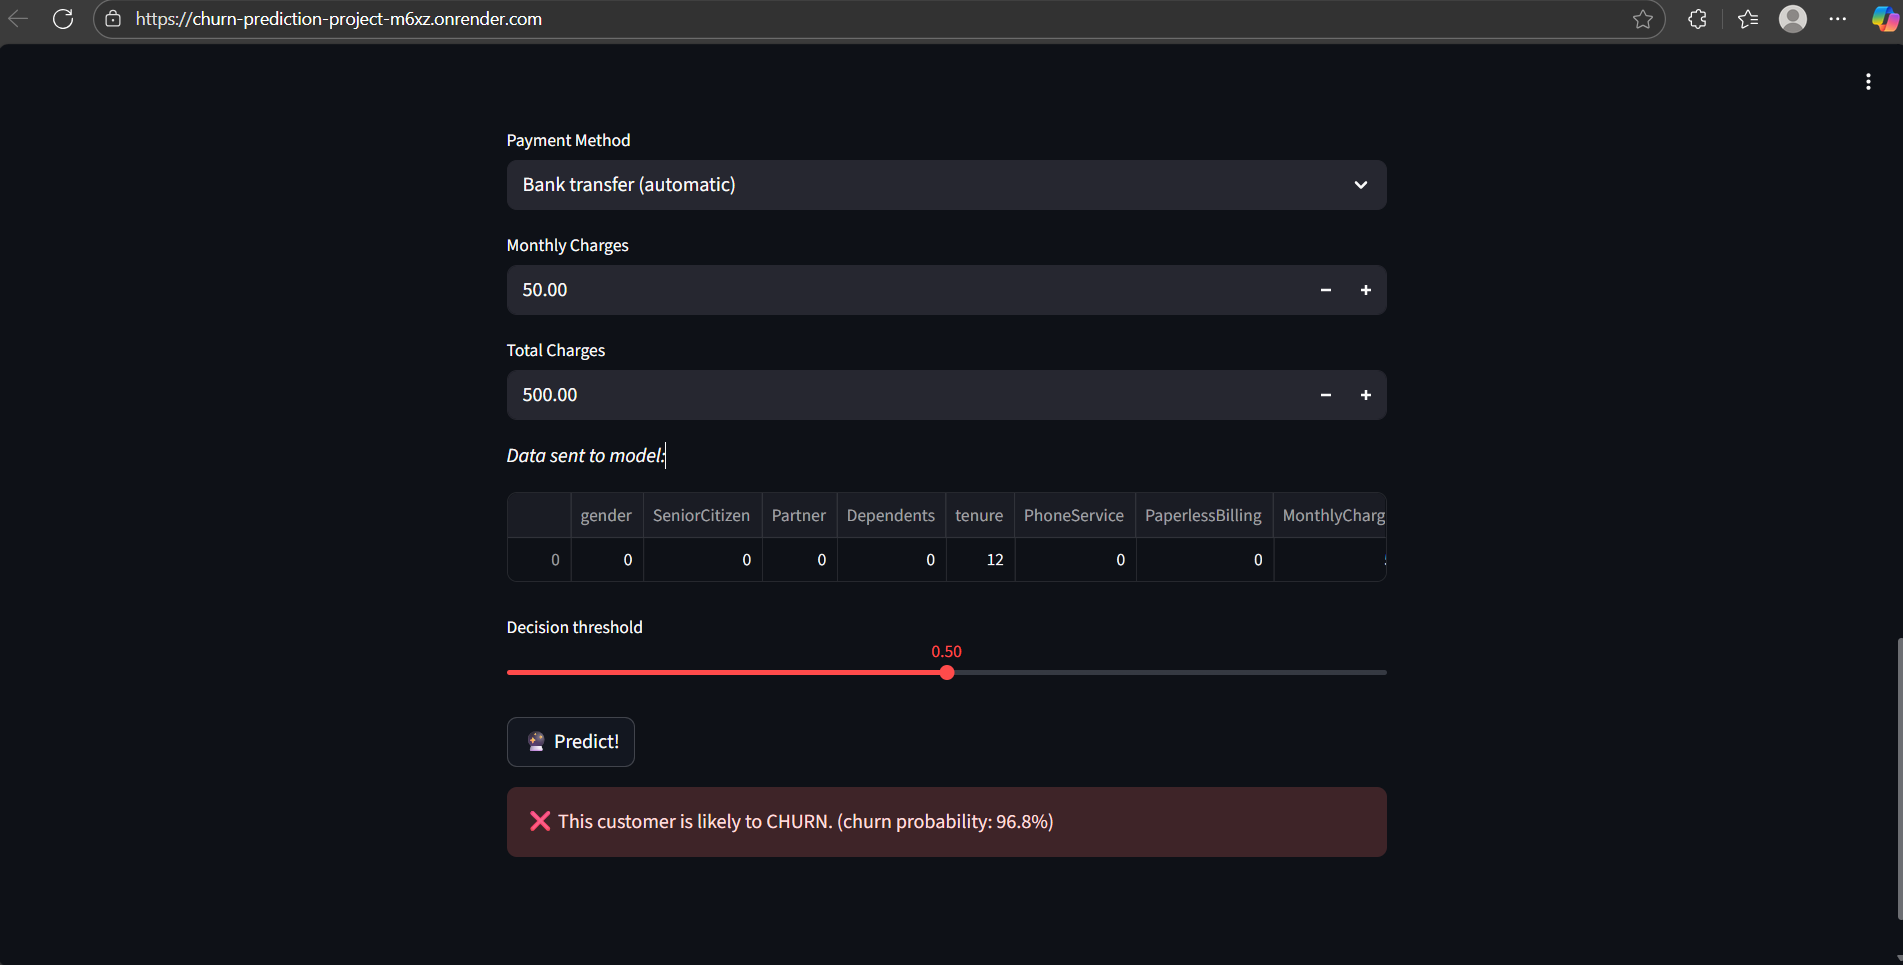 https://churn-prediction-project-m6xz.onrender.com
Payment Method
Bank transfer (automatic)
Monthly Charges
50.00
Total Charges
500.00
Data sent to model:
gender SeniorCitizen Partner Dependents tenure PhoneService PaperlessBilling MonthlyCharg
0 0 0 0 0 12 0 0
Decision threshold
0.50
Predict!
This customer is likely to CHURN. (churn probability: 96.8%)